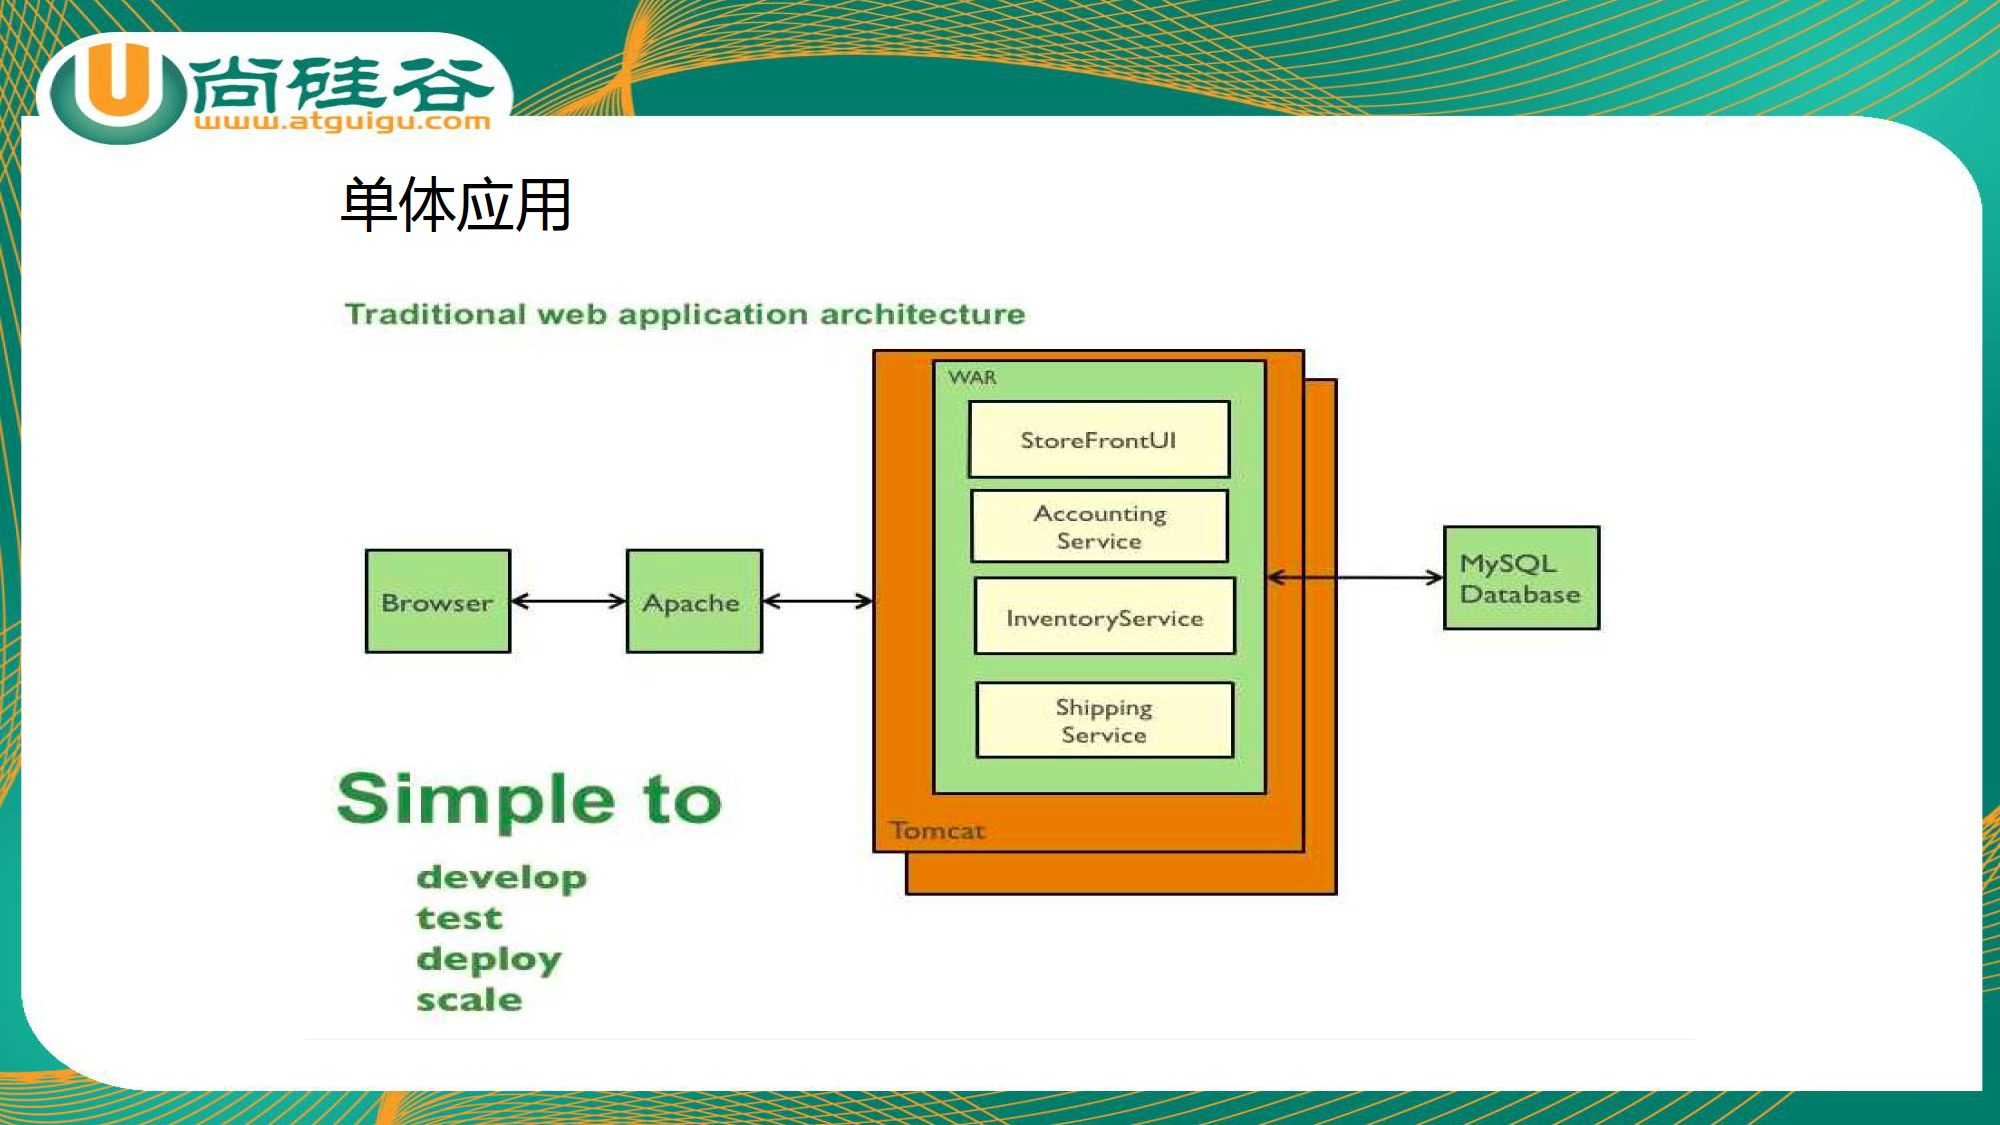 尚硅谷
www.atguigu.com
单体应用
Traditional web application architecture
WAR
StoreFrontUI
Accounting
Service
InventoryService
Shipping
Service
Tomcat
Browser
Apache
MySQL
Database
Simple to
develop
test
deploy
scale